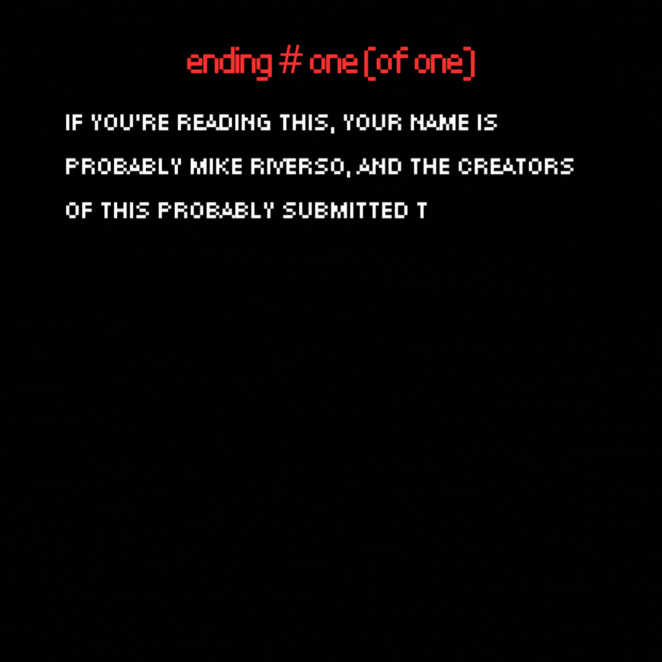 ending # one (of one)
IF YOU'RE READING THIS, YOUR NAME IS
PROBABLY MIKE RIVERSO, AND THE CREATORS
OF THIS PROBABLY SUBMITTED T